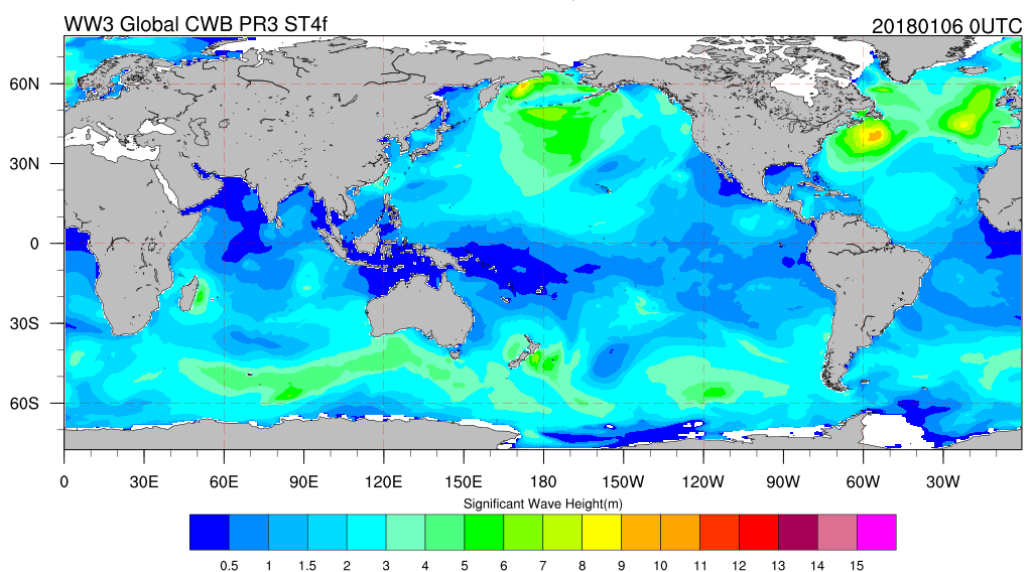 WW3 Global CWB PR3 ST4f 20180106 0UTC
60N
30N
0
30S
60S
0 30E 60E 90E 120E 150E 180 150W 120W 90W 60W 30W
Significant Wave Height(m)
0.5 1 1.5 2 3 4 5 6 7 8 9 10 11 12 13 14 15